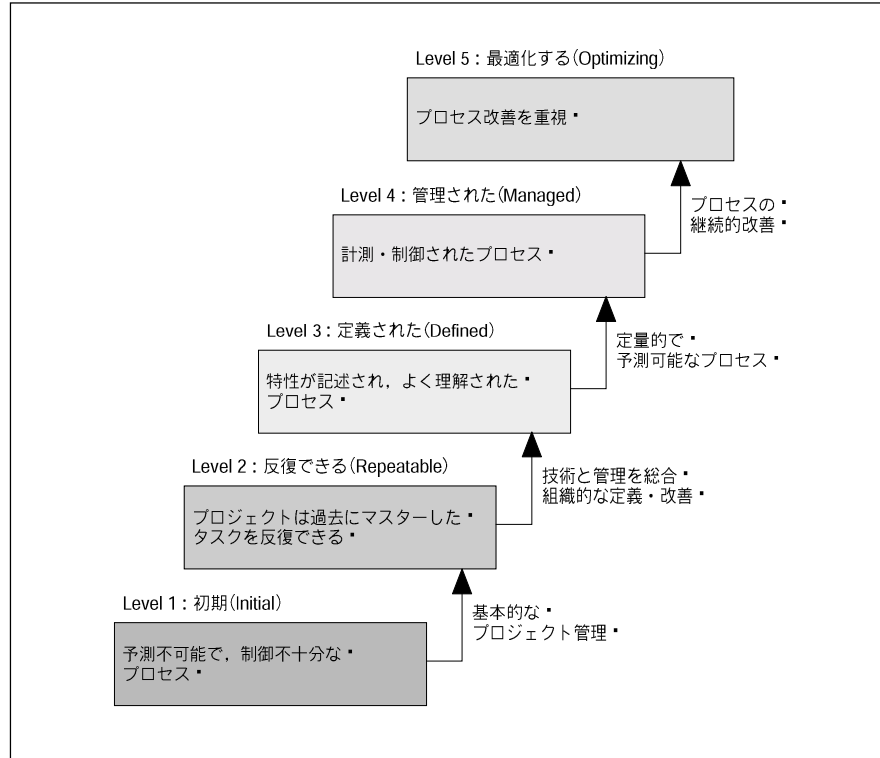 Level 5：最適化する(Optimizing)
プロセス改善を重視▪
Level 4：管理された(Managed)
プロセスの▪
継続的改善▪
計測・制御されたプロセス▪
Level 3：定義された(Defined)
定量的で▪
予測可能なプロセス▪
特性が記述され，よく理解された▪
プロセス▪
Level 2：反復できる(Repeatable)
技術と管理を総合▪
組織的な定義・改善▪
プロジェクトは過去にマスターした▪
タスクを反復できる▪
Level 1：初期(Initial)
基本的な▪
プロジェクト管理▪
予測不可能で，制御不十分な▪
プロセス▪